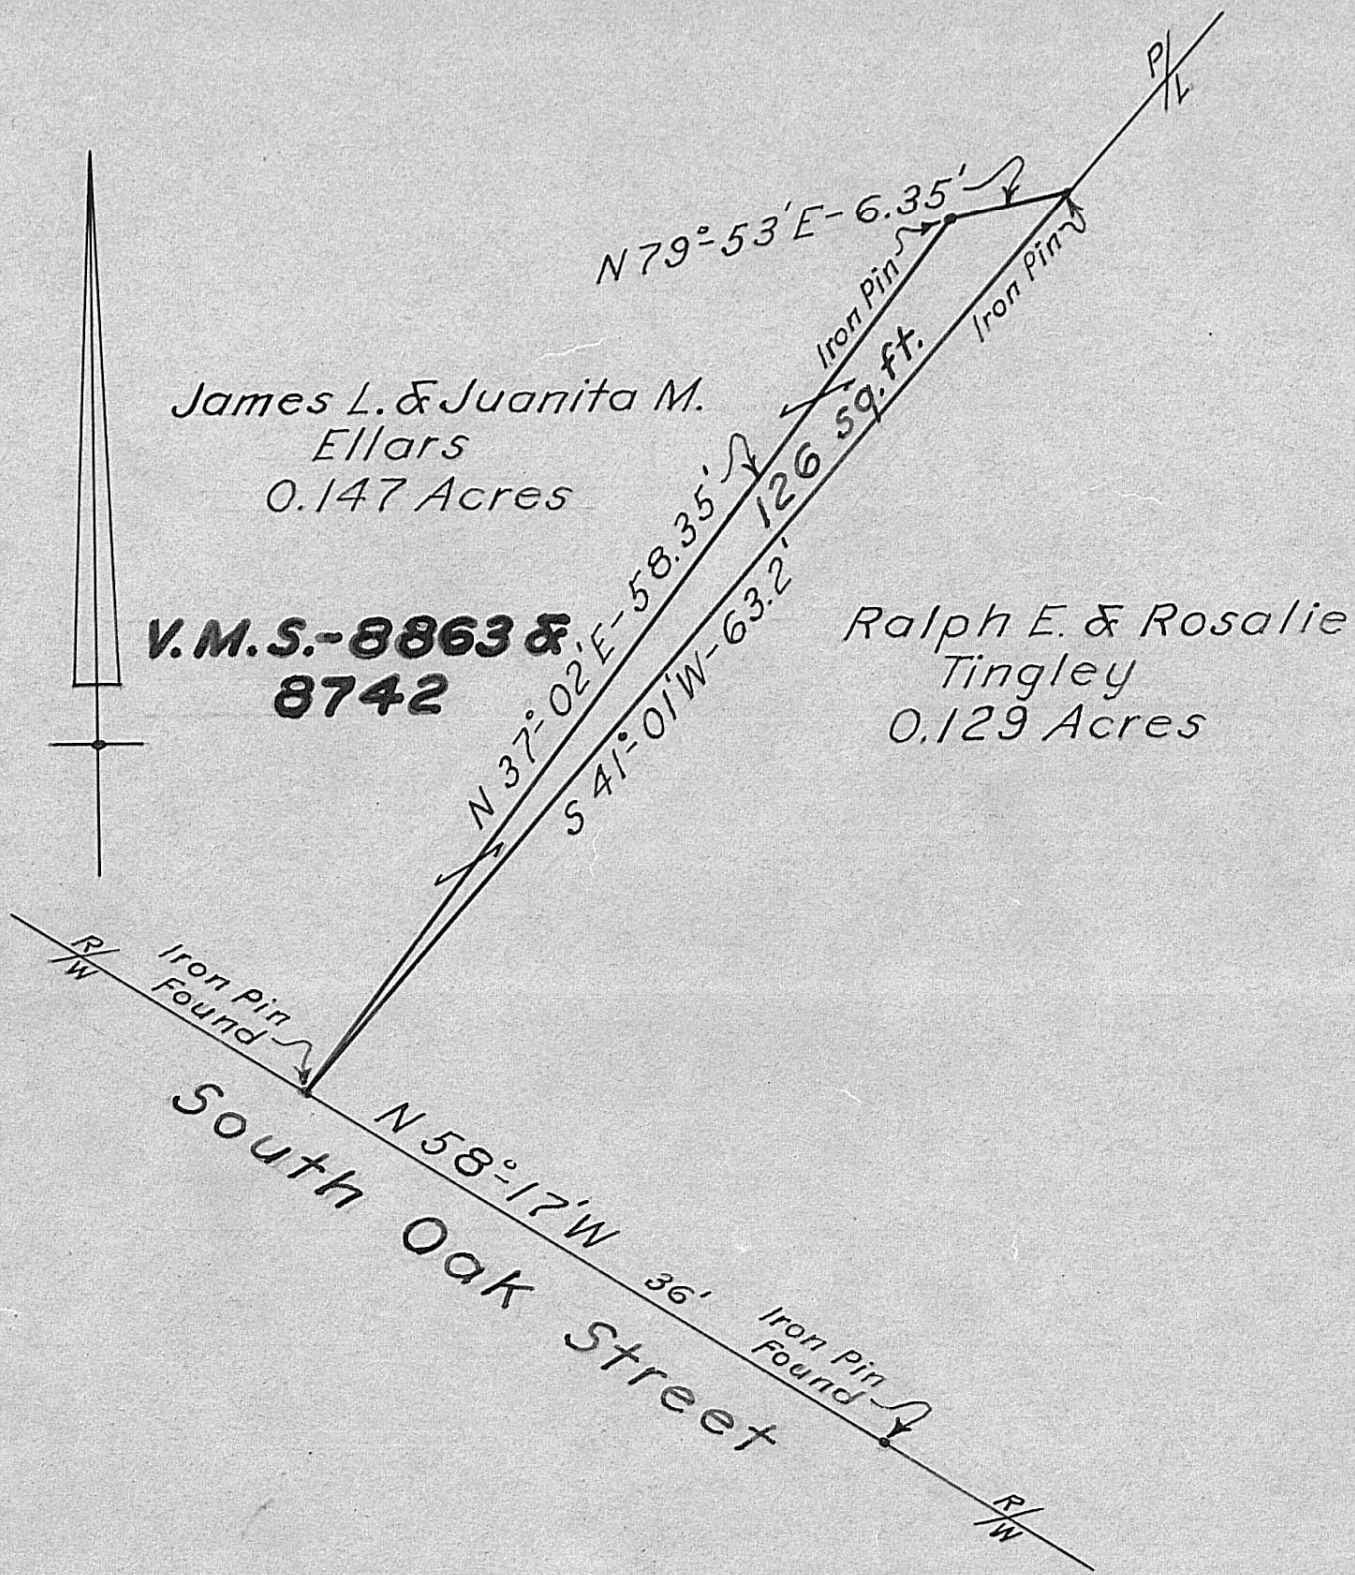 P/L
N 79°-53'E-6.35'
Iron Pin
Iron Pin
James L. & Juanita M.
Ellars
0.147 Acres
126 sq. ft.
N 37°-02'E-58.35'
S 41°-01'W-63.2'
V.M.S.-8863 &
8742
Ralph E. & Rosalie
Tingley
0.129 Acres
R/W
Iron Pin
Found
N 58°-17'W 36'
South Oak Street
Iron Pin
Found
R/W